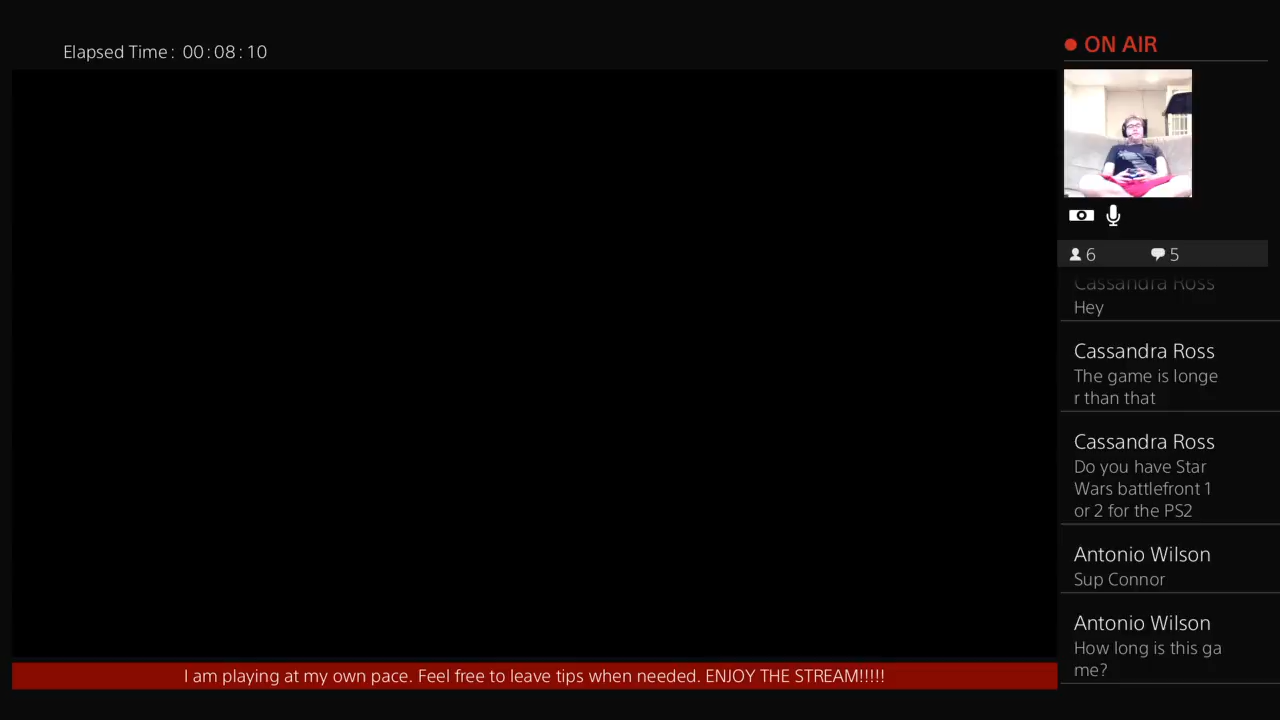 Elapsed Time: 00:08:10
ON AIR
6 5
Cassandra Ross
Hey
Cassandra Ross
The game is longe
r than that
Cassandra Ross
Do you have Star
Wars battlefront 1
or 2 for the PS2
Antonio Wilson
Sup Connor
Antonio Wilson
How long is this ga
me?
I am playing at my own pace. Feel free to leave tips when needed. ENJOY THE STREAM!!!!!